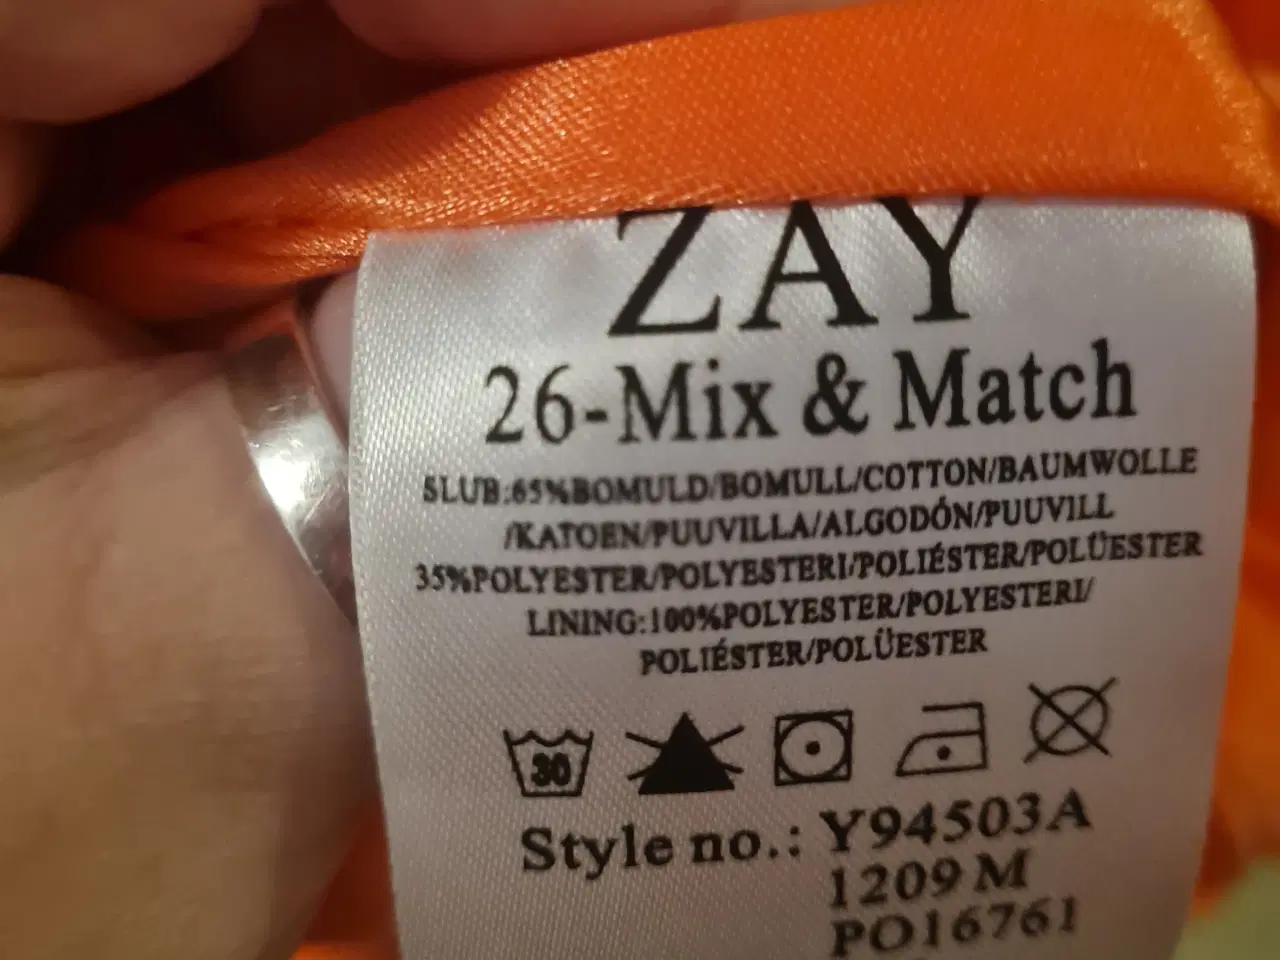 ZAY
26-Mix & Match
SLUB:65%BOMULD/BOMULL/COTTON/BAUMWOLLE
/KATOEN/PUUVILLA/ALGODÓN/PUUVILL
35%POLYESTER/POLYESTERI/POLIÉSTER/POLÜESTER
LINING:100%POLYESTER/POLYESTERI/
POLIÉSTER/POLÜESTER
30
Style no.: Y94503A
1209 M
PO16761